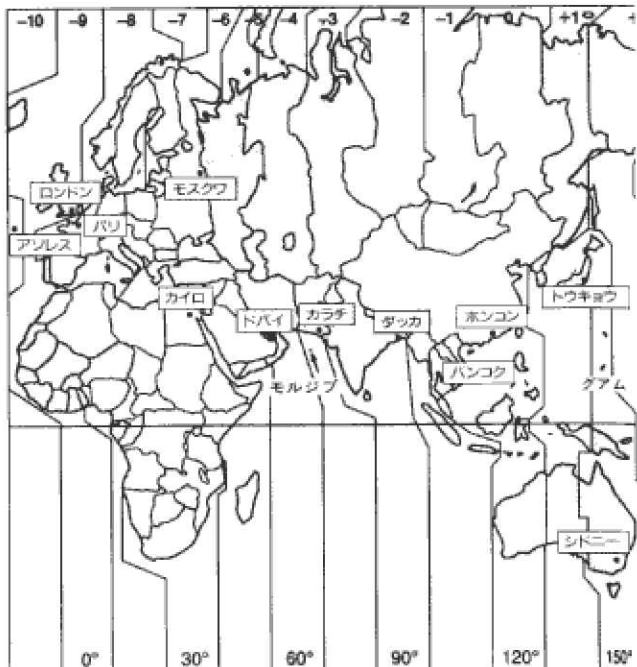 -10 -9 -8 -7 -6 -5 -4 -3 -2 -1 0 +1
ロンドン
モスクワ
パリ
アゾレス
カイロ
ドバイ
カラチ
ダッカ
ホンコン
トウキョウ
モルジブ
バンコク
グアム
シドニー
0° 30° 60° 90° 120° 150°